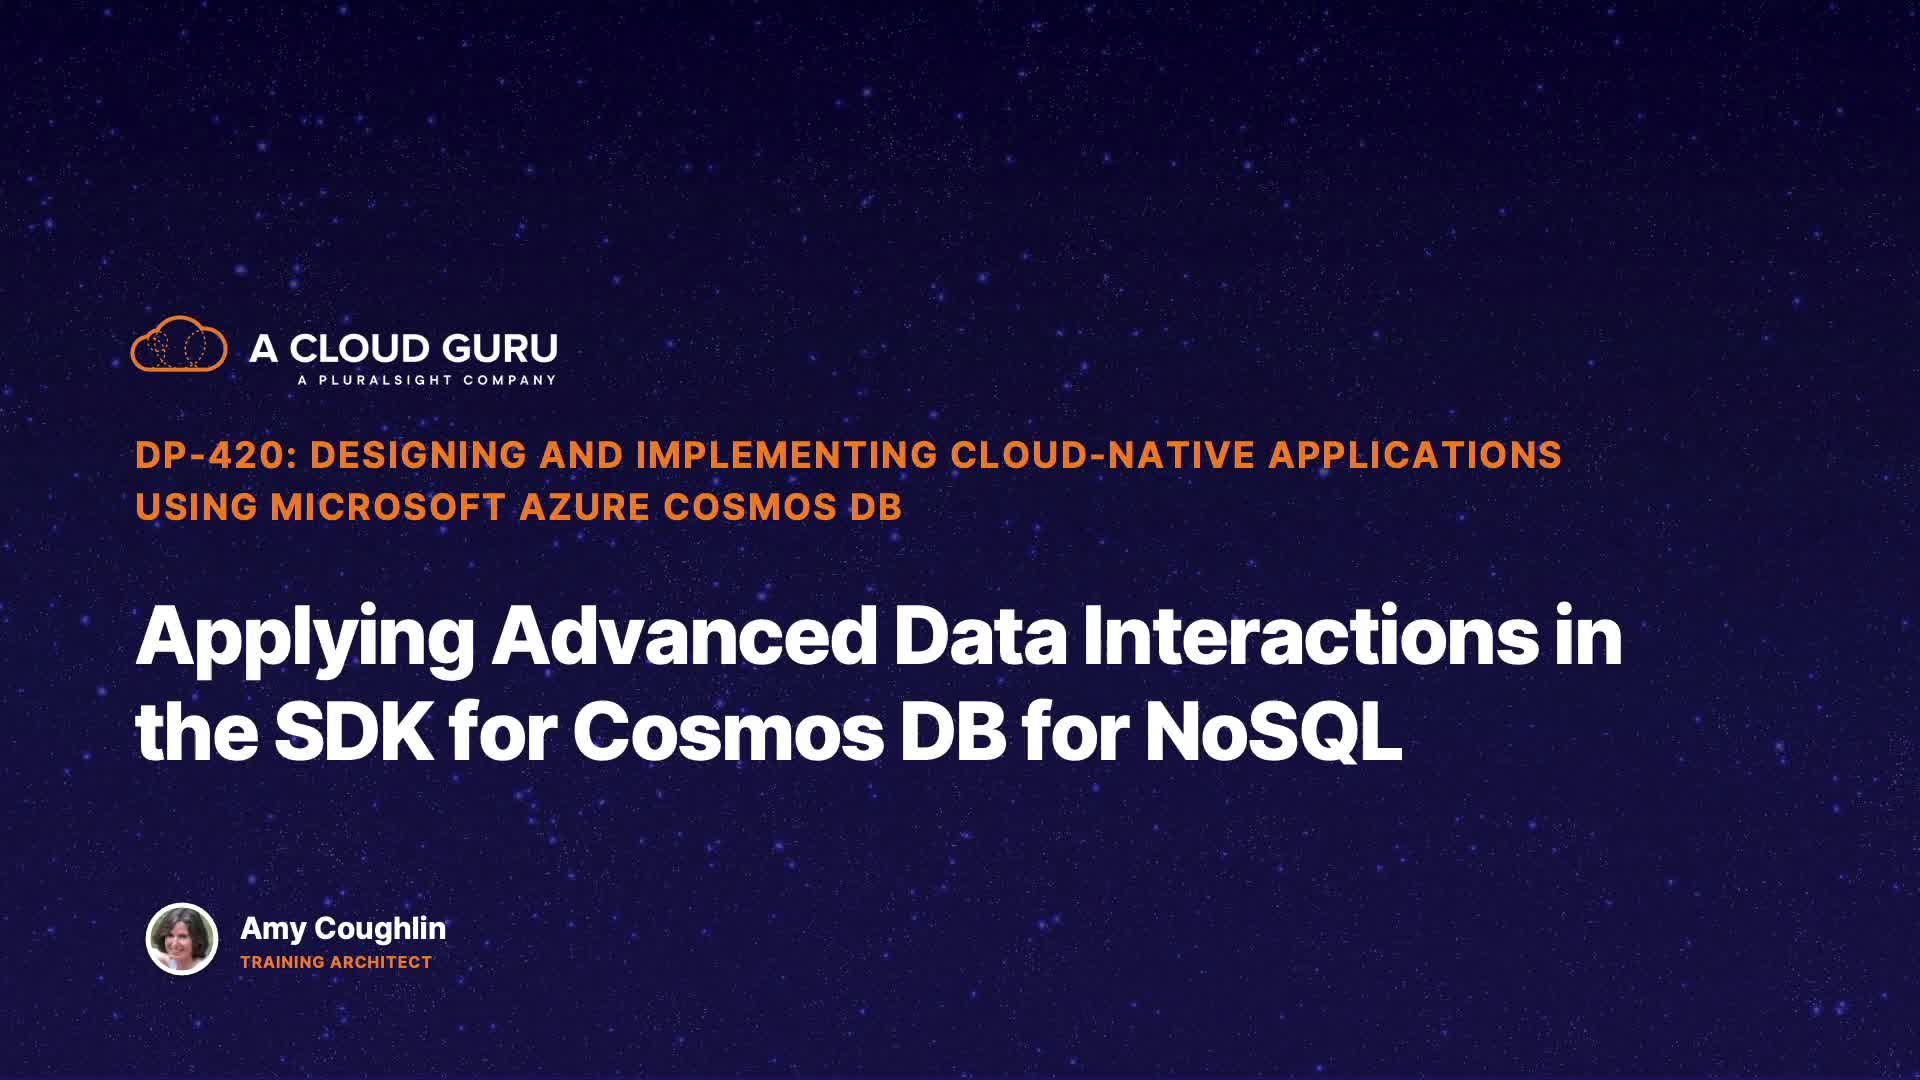 A CLOUD GURU
A PLURALSIGHT COMPANY
DP-420: DESIGNING AND IMPLEMENTING CLOUD-NATIVE APPLICATIONS
USING MICROSOFT AZURE COSMOS DB
Applying Advanced Data Interactions in
the SDK for Cosmos DB for NoSQL
Amy Coughlin
TRAINING ARCHITECT